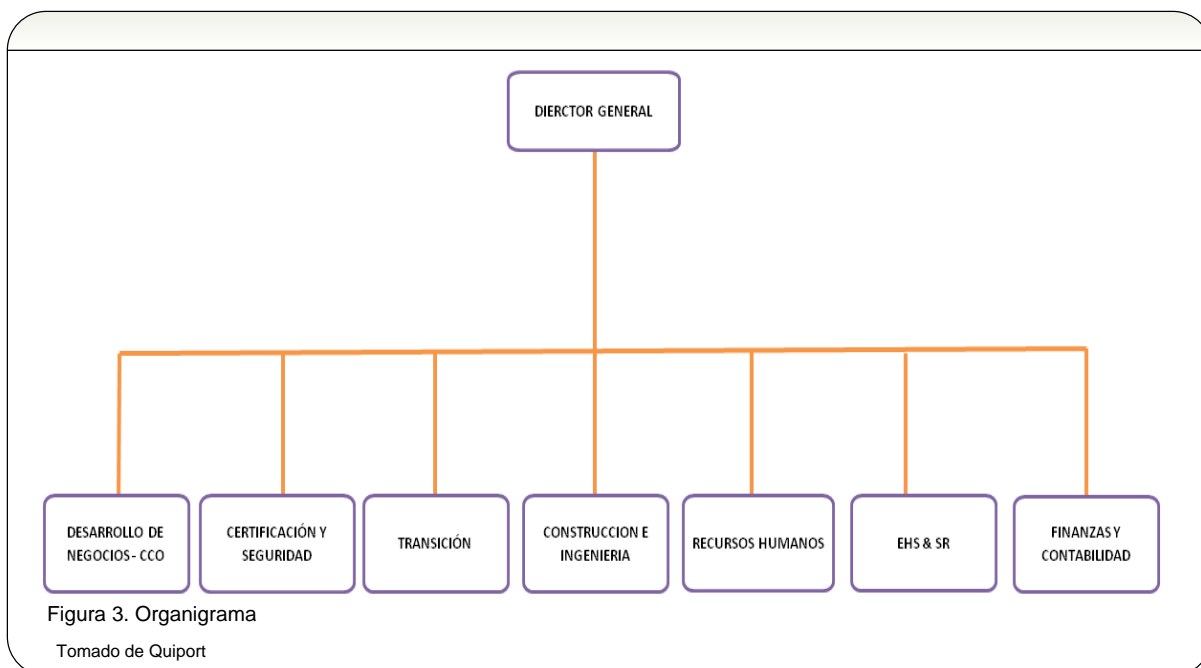 DIERCTOR GENERAL
DESARROLLO DE
NEGOCIOS- CCO
CERTIFICACIÓN Y
SEGURIDAD
TRANSICIÓN
CONSTRUCCION E
INGENIERIA
RECURSOS HUMANOS
EHS & SR
FINANZAS Y
CONTABILIDAD
Figura 3. Organigrama
Tomado de Quiport